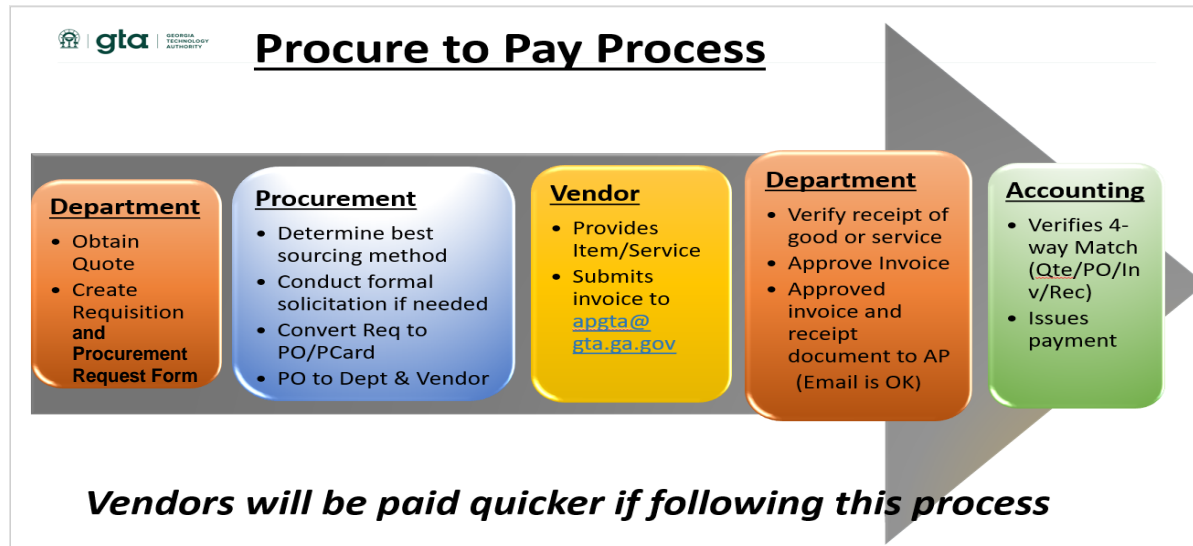 gta
GEORGIA
TECHNOLOGY
AUTHORITY
Procure to Pay Process
Department
• Obtain
Quote
• Create
Requisition
and
Procurement
Request Form
Procurement
• Determine best
sourcing method
• Conduct formal
solicitation if needed
• Convert Req to
PO/PCard
• PO to Dept & Vendor
Vendor
• Provides
Item/Service
• Submits
invoice to
apgta@
gta.ga.gov
Department
• Verify receipt of
good or service
• Approve Invoice
• Approved
invoice and
receipt
document to AP
(Email is OK)
Accounting
• Verifies 4-
way Match
(Qte/PO/In
v/Rec)
• Issues
payment
Vendors will be paid quicker if following this process